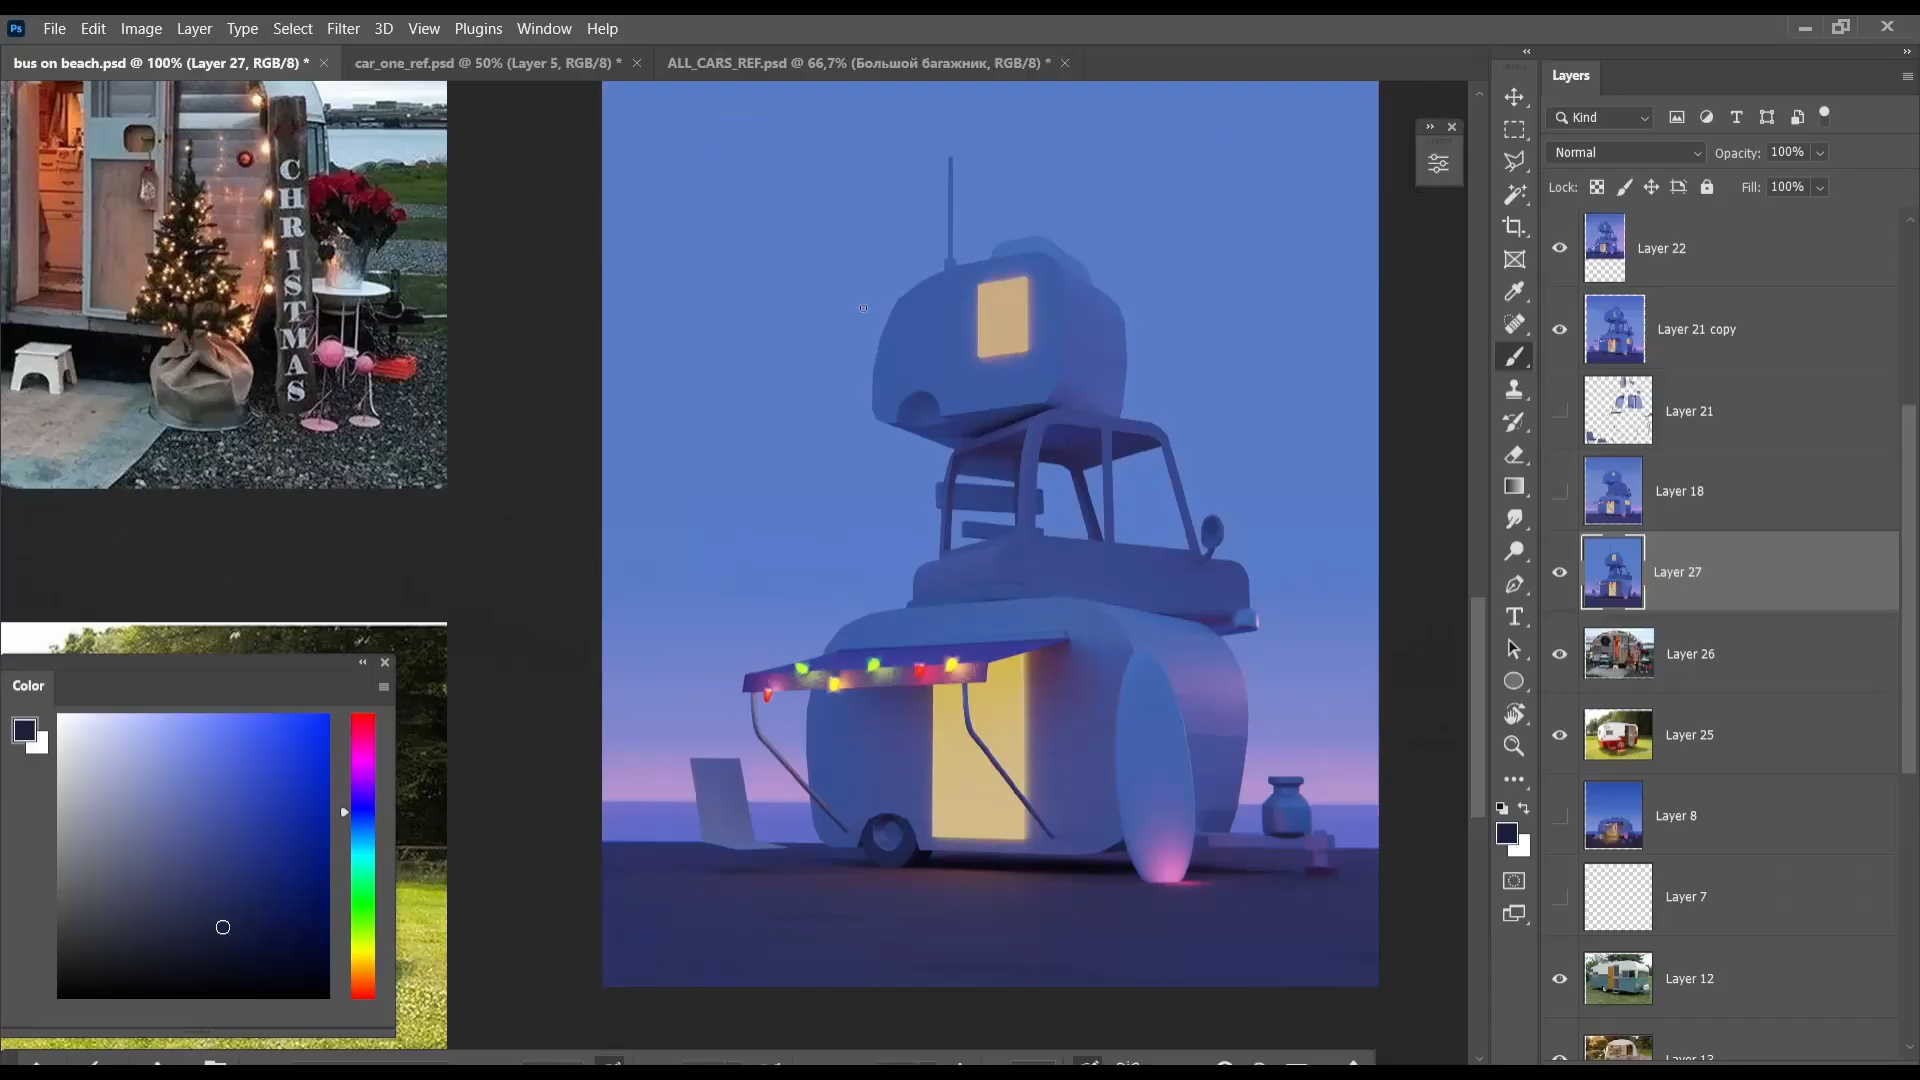 Ps File Edit Image Layer Type Select Filter 3D View Plugins Window Help
bus on beach.psd @ 100% (Layer 27, RGB/8) *
car_one_ref.psd @ 50% (Layer 5, RGB/8) *
ALL_CARS_REF.psd @ 66,7% (Большой багажник, RGB/8) *
CHRISTMAS
Color
Layers
Kind
Normal
Opacity: 100%
Lock:
Fill: 100%
Layer 22
Layer 21 copy
Layer 21
Layer 18
Layer 27
Layer 26
Layer 25
Layer 8
Layer 7
Layer 12